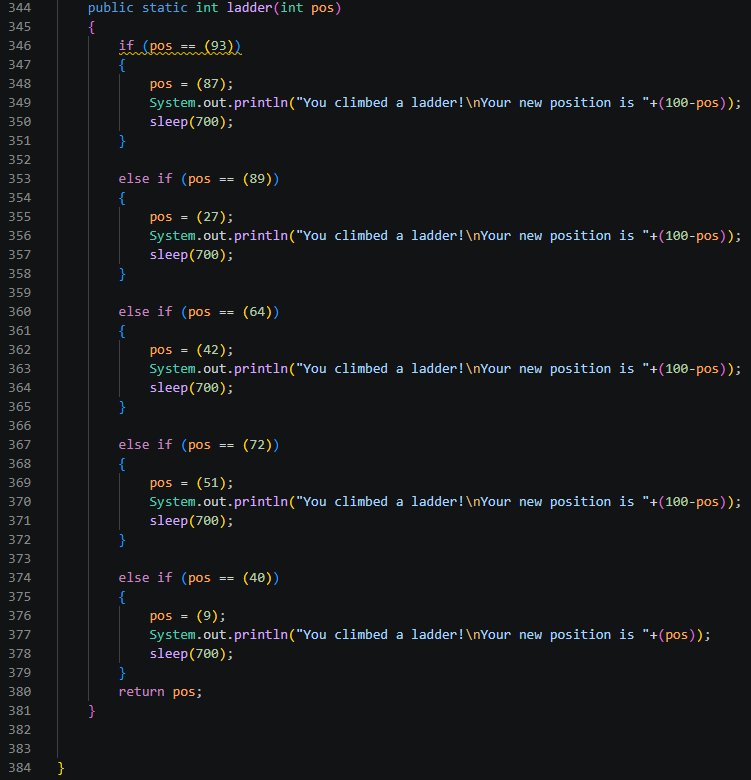 344 public static int ladder(int pos)
345 {
346 if (pos == (93))
347 {
348 pos = (87);
349 System.out.println("You climbed a ladder!\nYour new position is "+(100-pos));
350 sleep(700);
351 }
352
353 else if (pos == (89))
354 {
355 pos = (27);
356 System.out.println("You climbed a ladder!\nYour new position is "+(100-pos));
357 sleep(700);
358 }
359
360 else if (pos == (64))
361 {
362 pos = (42);
363 System.out.println("You climbed a ladder!\nYour new position is "+(100-pos));
364 sleep(700);
365 }
366
367 else if (pos == (72))
368 {
369 pos = (51);
370 System.out.println("You climbed a ladder!\nYour new position is "+(100-pos));
371 sleep(700);
372 }
373
374 else if (pos == (40))
375 {
376 pos = (9);
377 System.out.println("You climbed a ladder!\nYour new position is "+(pos));
378 sleep(700);
379 }
380 return pos;
381 }
382
383
384 }